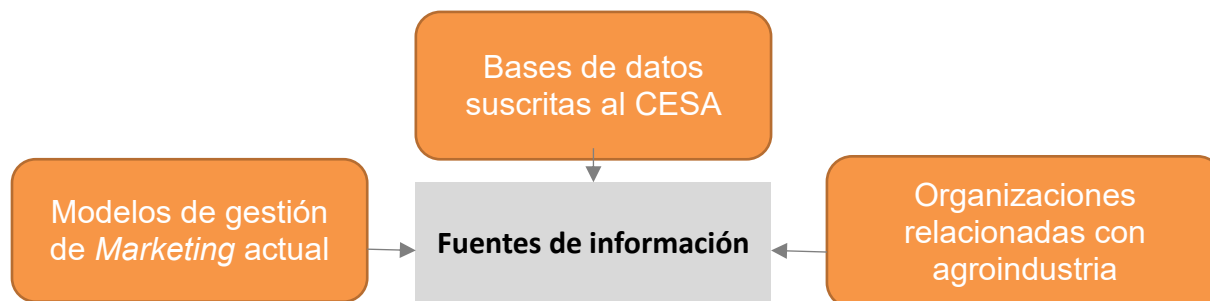 Bases de datos
suscritas al CESA
Modelos de gestión
de Marketing actual
Fuentes de información
Organizaciones
relacionadas con
agroindustria